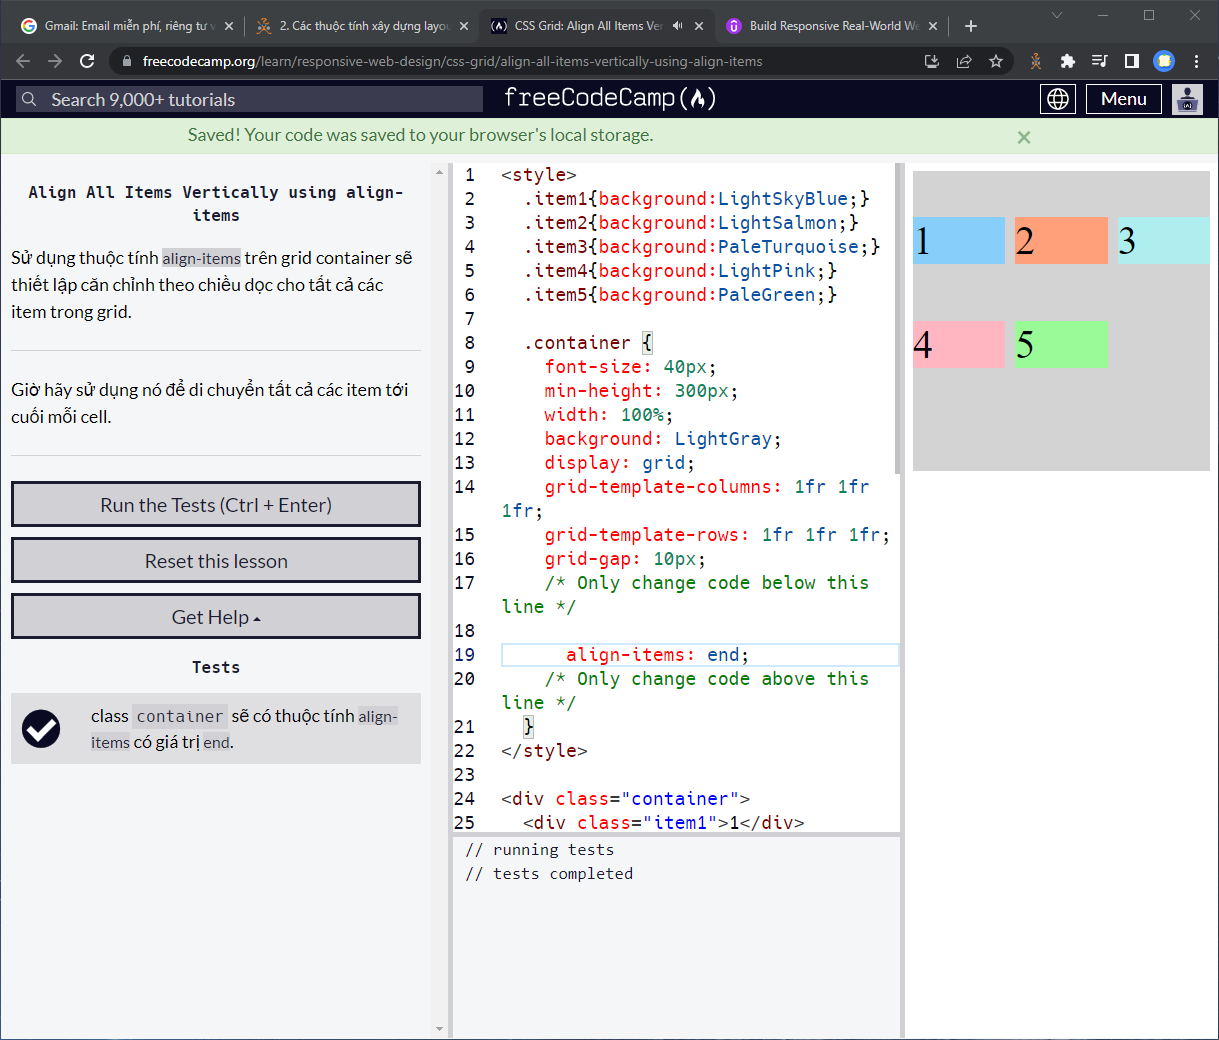 Gmail: Email miễn phí, riêng tư v
2. Các thuộc tính xây dựng layou
CSS Grid: Align All Items Ver
Build Responsive Real-World We
freecodecamp.org/learn/responsive-web-design/css-grid/align-all-items-vertically-using-align-items
Search 9,000+ tutorials
freeCodeCamp
Menu
Saved! Your code was saved to your browser's local storage.
Align All Items Vertically using align-
items
Sử dụng thuộc tính align-items trên grid container sẽ
thiết lập căn chỉnh theo chiều dọc cho tất cả các
item trong grid.
Giờ hãy sử dụng nó để di chuyển tất cả các item tới
cuối mỗi cell.
Run the Tests (Ctrl + Enter)
Reset this lesson
Get Help
Tests
class container sẽ có thuộc tính align-
items có giá trị end.
1 <style>
2 .item1{background:LightSkyBlue;}
3 .item2{background:LightSalmon;}
4 .item3{background:PaleTurquoise;}
5 .item4{background:LightPink;}
6 .item5{background:PaleGreen;}
7
8 .container {
9 font-size: 40px;
10 min-height: 300px;
11 width: 100%;
12 background: LightGray;
13 display: grid;
14 grid-template-columns: 1fr 1fr
1fr;
15 grid-template-rows: 1fr 1fr 1fr;
16 grid-gap: 10px;
17 /* Only change code below this
line */
18
19 align-items: end;
20 /* Only change code above this
line */
21 }
22 </style>
23
24 <div class="container">
25 <div class="item1">1</div>
// running tests
// tests completed
1 2 3
4 5